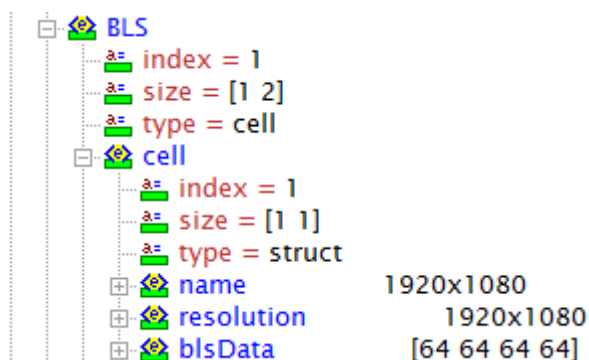 BLS
index = 1
size = [1 2]
type = cell
cell
index = 1
size = [1 1]
type = struct
name 1920x1080
resolution 1920x1080
blsData [64 64 64 64]